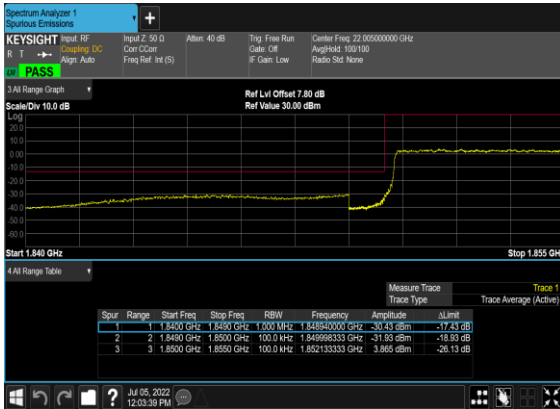 Spectrum Analyzer 1
Spurious Emissions
+
KEYSIGHT
R T
LXI PASS
Input: RF
Coupling: DC
Align: Auto
Input Z: 50 Ω
Corr CCorr
Freq Ref: Int (S)
Atten: 40 dB
Trig: Free Run
Gate: Off
IF Gain: Low
Center Freq: 22.005000000 GHz
Avg|Hold: 100/100
Radio Std: None
3 All Range Graph
Scale/Div 10.0 dB
Ref Lvl Offset 7.80 dB
Ref Value 30.00 dBm
Log
20.0
10.0
0.00
-10.0
-20.0
-30.0
-40.0
-50.0
-60.0
Start 1.840 GHz
Stop 1.855 GH
4 All Range Table
Measure Trace Trace 1
Trace Type Trace Average (Active)
Spur Range Start Freq Stop Freq RBW Frequency Amplitude ΔLimit
1 1 1.8400 GHz 1.8490 GHz 1.000 MHz 1.848940000 GHz -30.43 dBm -17.43 dB
2 2 1.8490 GHz 1.8500 GHz 100.0 kHz 1.849998333 GHz -31.93 dBm -18.93 dB
3 3 1.8500 GHz 1.8550 GHz 100.0 kHz 1.852133333 GHz 3.865 dBm -26.13 dB
?
Jul 05, 2022
12:03:39 PM